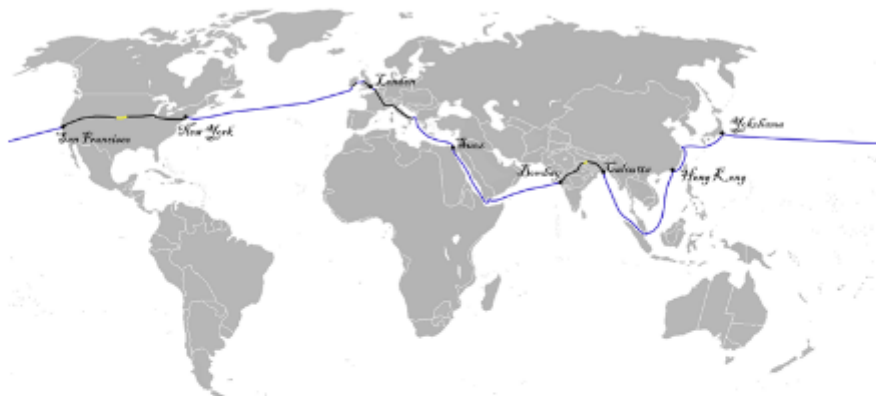 London
San Francisco
New York
Yokohama
Suez
Bombay
Calcutta
Hong Kong